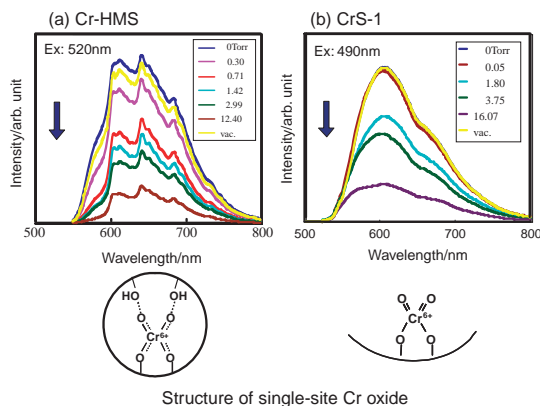 (a) Cr-HMS
Ex: 520nm
0Torr
0.30
0.71
1.42
2.99
12.40
vac.
Intensity/arb. unit
500 600 700 800
Wavelength/nm
(b) CrS-1
Ex: 490nm
0Torr
0.05
1.80
3.75
16.07
vac.
Intensity/arb. unit
500 600 700 800
Wavelength/nm
HO OH
O O
Cr6+
O O
O O
Cr6+
O O
Structure of single-site Cr oxide